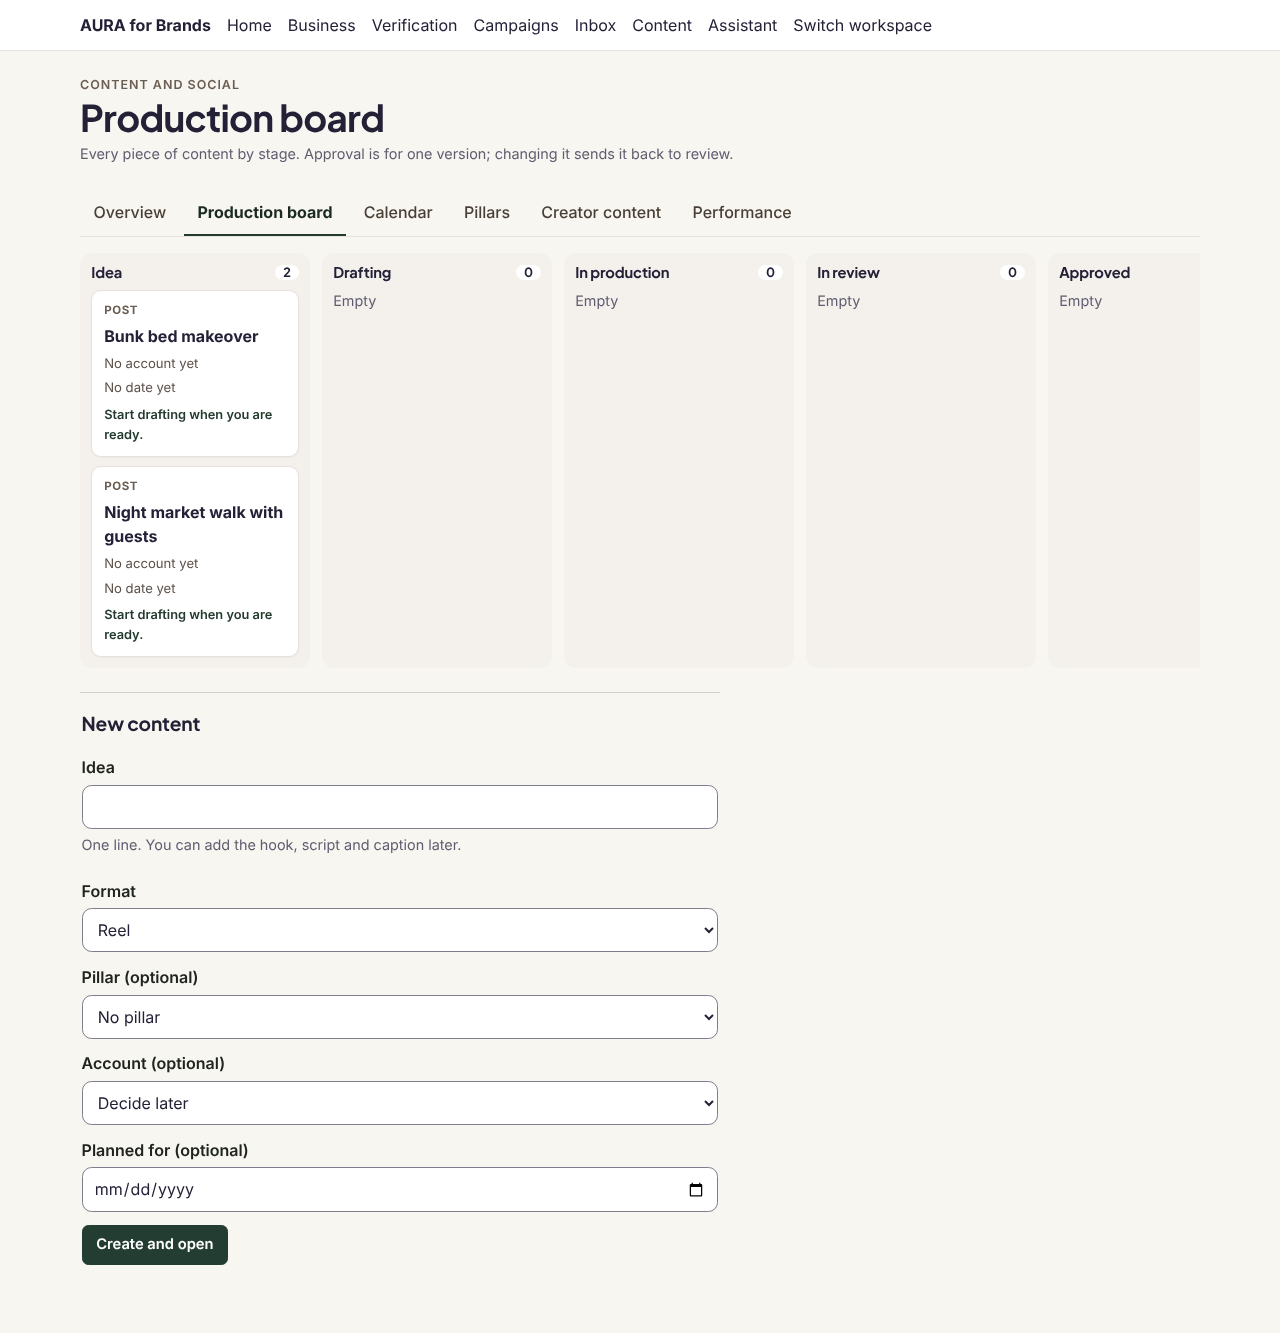 AURA for Brands Home Business Verification Campaigns Inbox Content Assistant Switch workspace
CONTENT AND SOCIAL
Production board
Every piece of content by stage. Approval is for one version; changing it sends it back to review.
Overview Production board Calendar Pillars Creator content Performance
Idea 2
POST
Bunk bed makeover
No account yet
No date yet
Start drafting when you are
ready.
POST
Night market walk with
guests
No account yet
No date yet
Start drafting when you are
ready.
Drafting 0
Empty
In production 0
Empty
In review 0
Empty
Approved
Empty
New content
Idea
One line. You can add the hook, script and caption later.
Format
Reel
Pillar (optional)
No pillar
Account (optional)
Decide later
Planned for (optional)
mm/dd/yyyy
Create and open